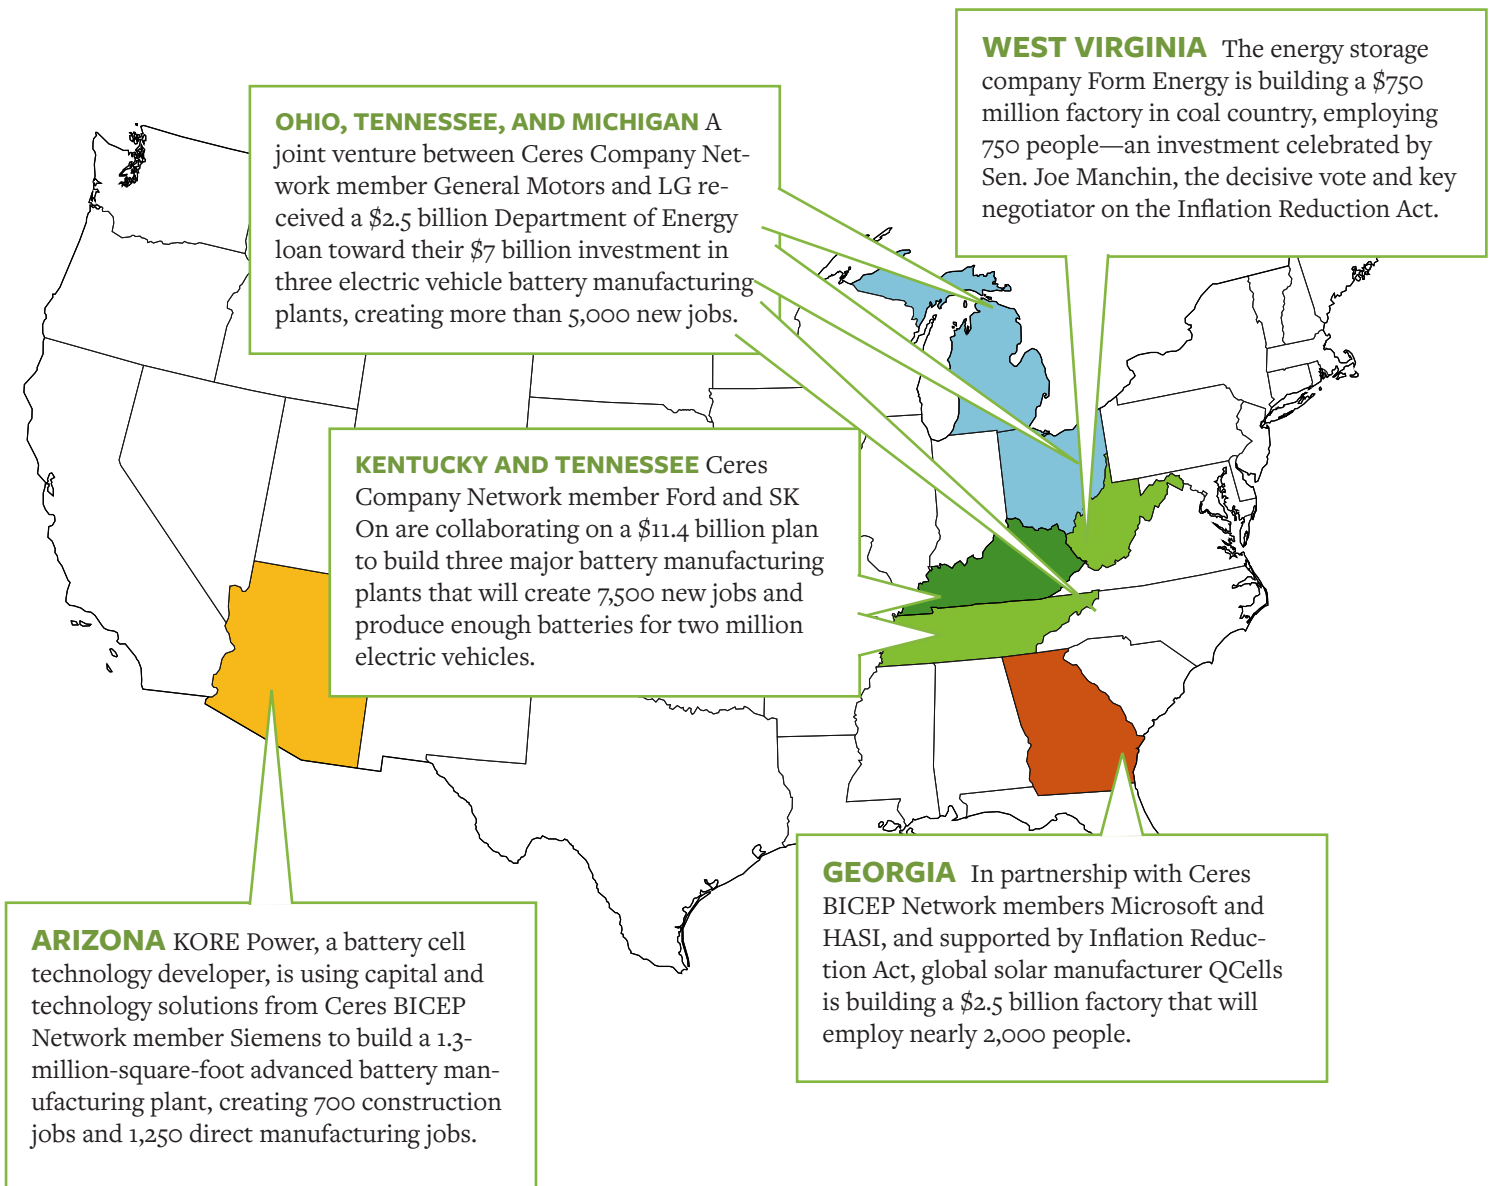 WEST VIRGINIA The energy storage
company Form Energy is building a $750
million factory in coal country, employing
750 people—an investment celebrated by
Sen. Joe Manchin, the decisive vote and key
negotiator on the Inflation Reduction Act.
OHIO, TENNESSEE, AND MICHIGAN A
joint venture between Ceres Company Net-
work member General Motors and LG re-
ceived a $2.5 billion Department of Energy
loan toward their $7 billion investment in
three electric vehicle battery manufacturing
plants, creating more than 5,000 new jobs.
KENTUCKY AND TENNESSEE Ceres
Company Network member Ford and SK
On are collaborating on a $11.4 billion plan
to build three major battery manufacturing
plants that will create 7,500 new jobs and
produce enough batteries for two million
electric vehicles.
GEORGIA In partnership with Ceres
BICEP Network members Microsoft and
HASI, and supported by Inflation Reduc-
tion Act, global solar manufacturer QCells
is building a $2.5 billion factory that will
employ nearly 2,000 people.
ARIZONA KORE Power, a battery cell
technology developer, is using capital and
technology solutions from Ceres BICEP
Network member Siemens to build a 1.3-
million-square-foot advanced battery man-
ufacturing plant, creating 700 construction
jobs and 1,250 direct manufacturing jobs.